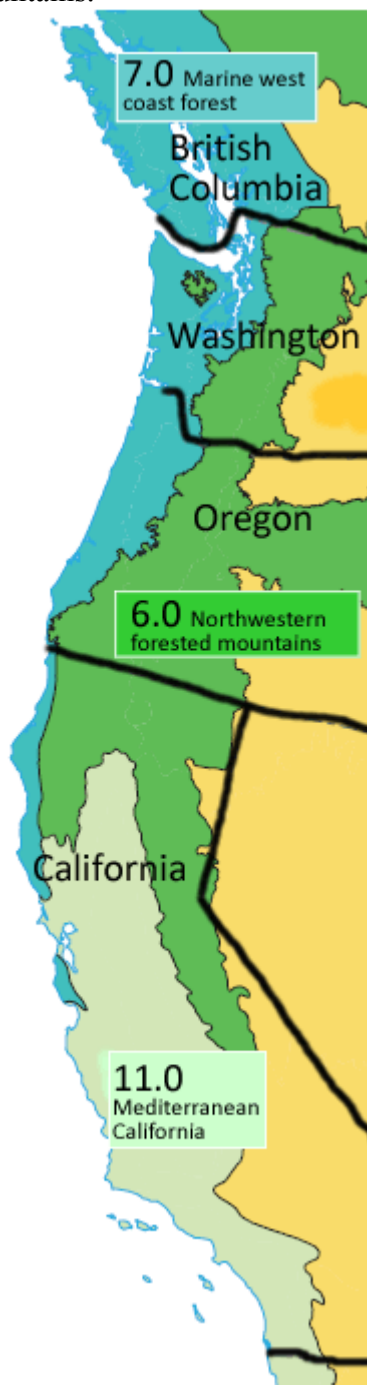 7.0 Marine west
coast forest
British
Columbia
Washington
Oregon
6.0 Northwestern
forested mountains
California
11.0
Mediterranean
California